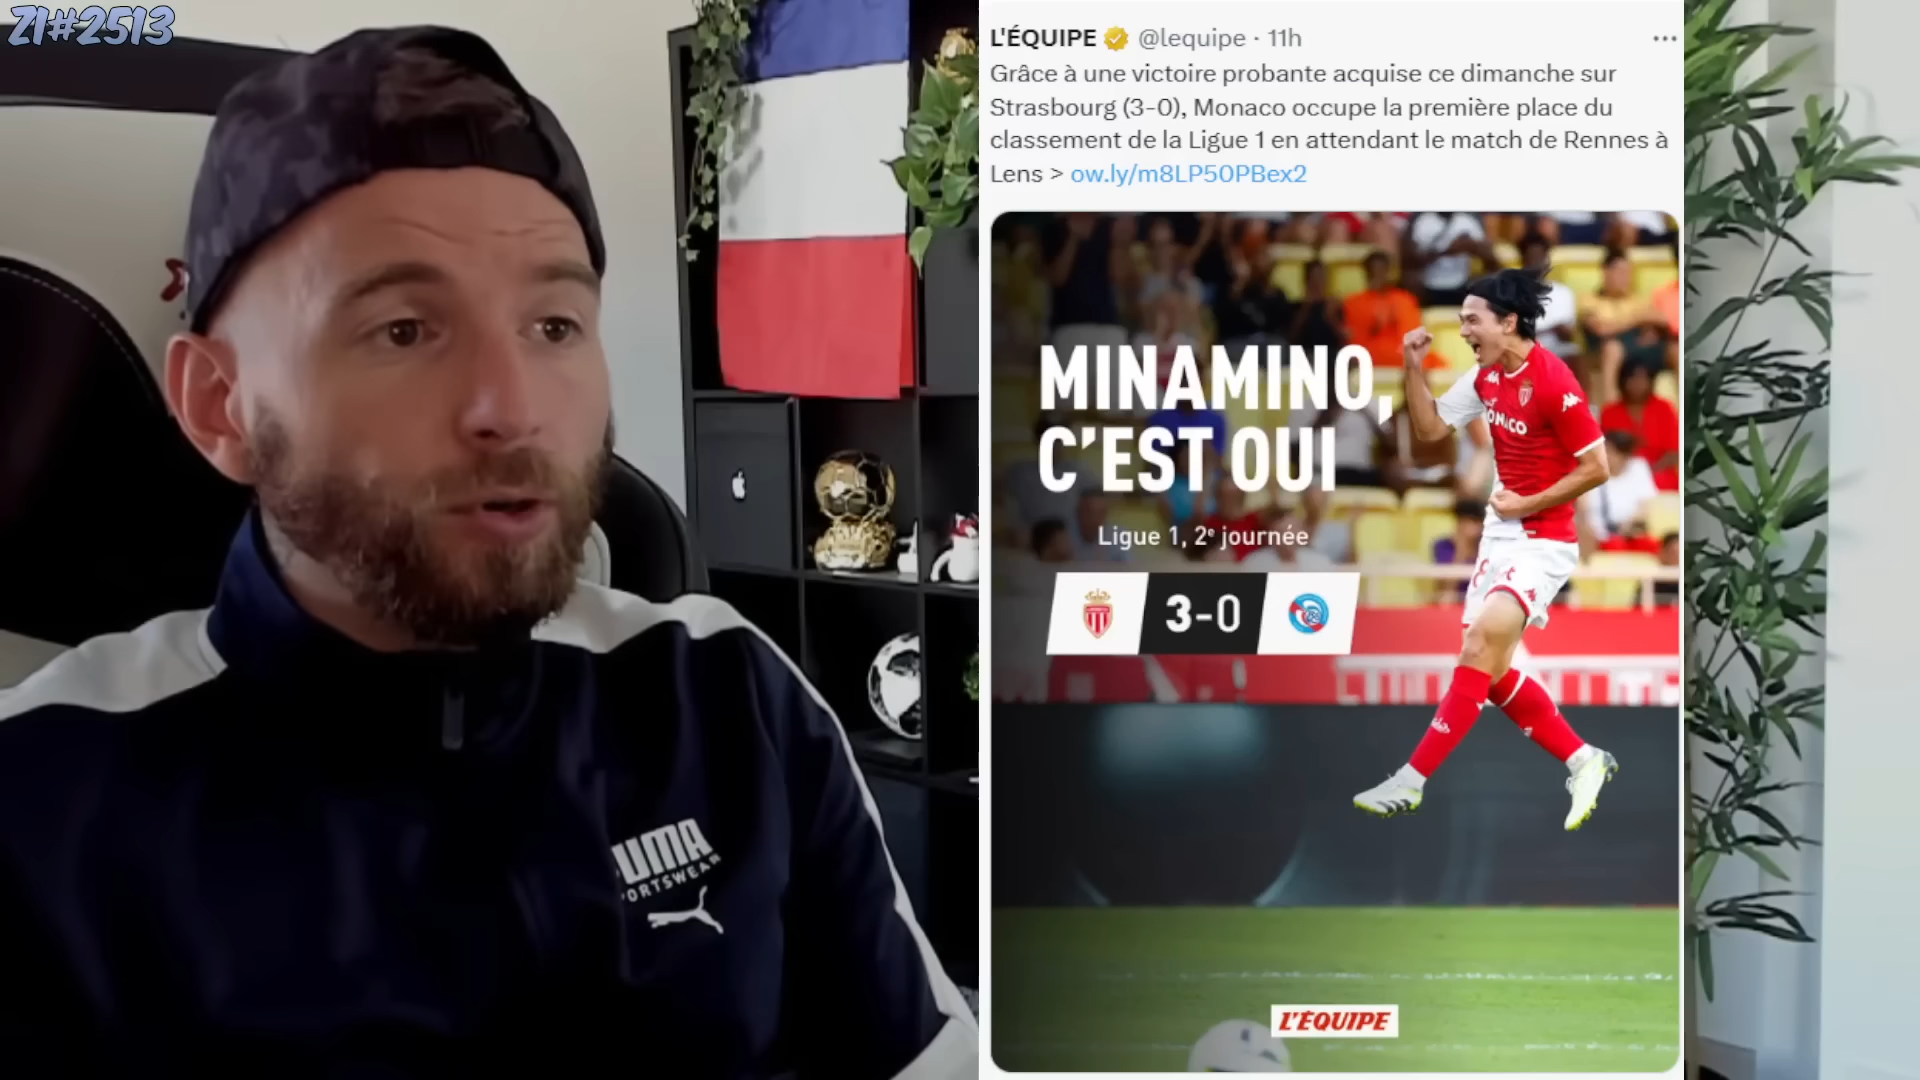 Z1#2513
L'ÉQUIPE @lequipe · 11h
Grâce à une victoire probante acquise ce dimanche sur
Strasbourg (3-0), Monaco occupe la première place du
classement de la Ligue 1 en attendant le match de Rennes à
Lens > ow.ly/m8LP50PBex2
MINAMINO,
C'EST OUI
Ligue 1, 2e journée
3-0
L'ÉQUIPE
PUMA
SPORTSWEAR